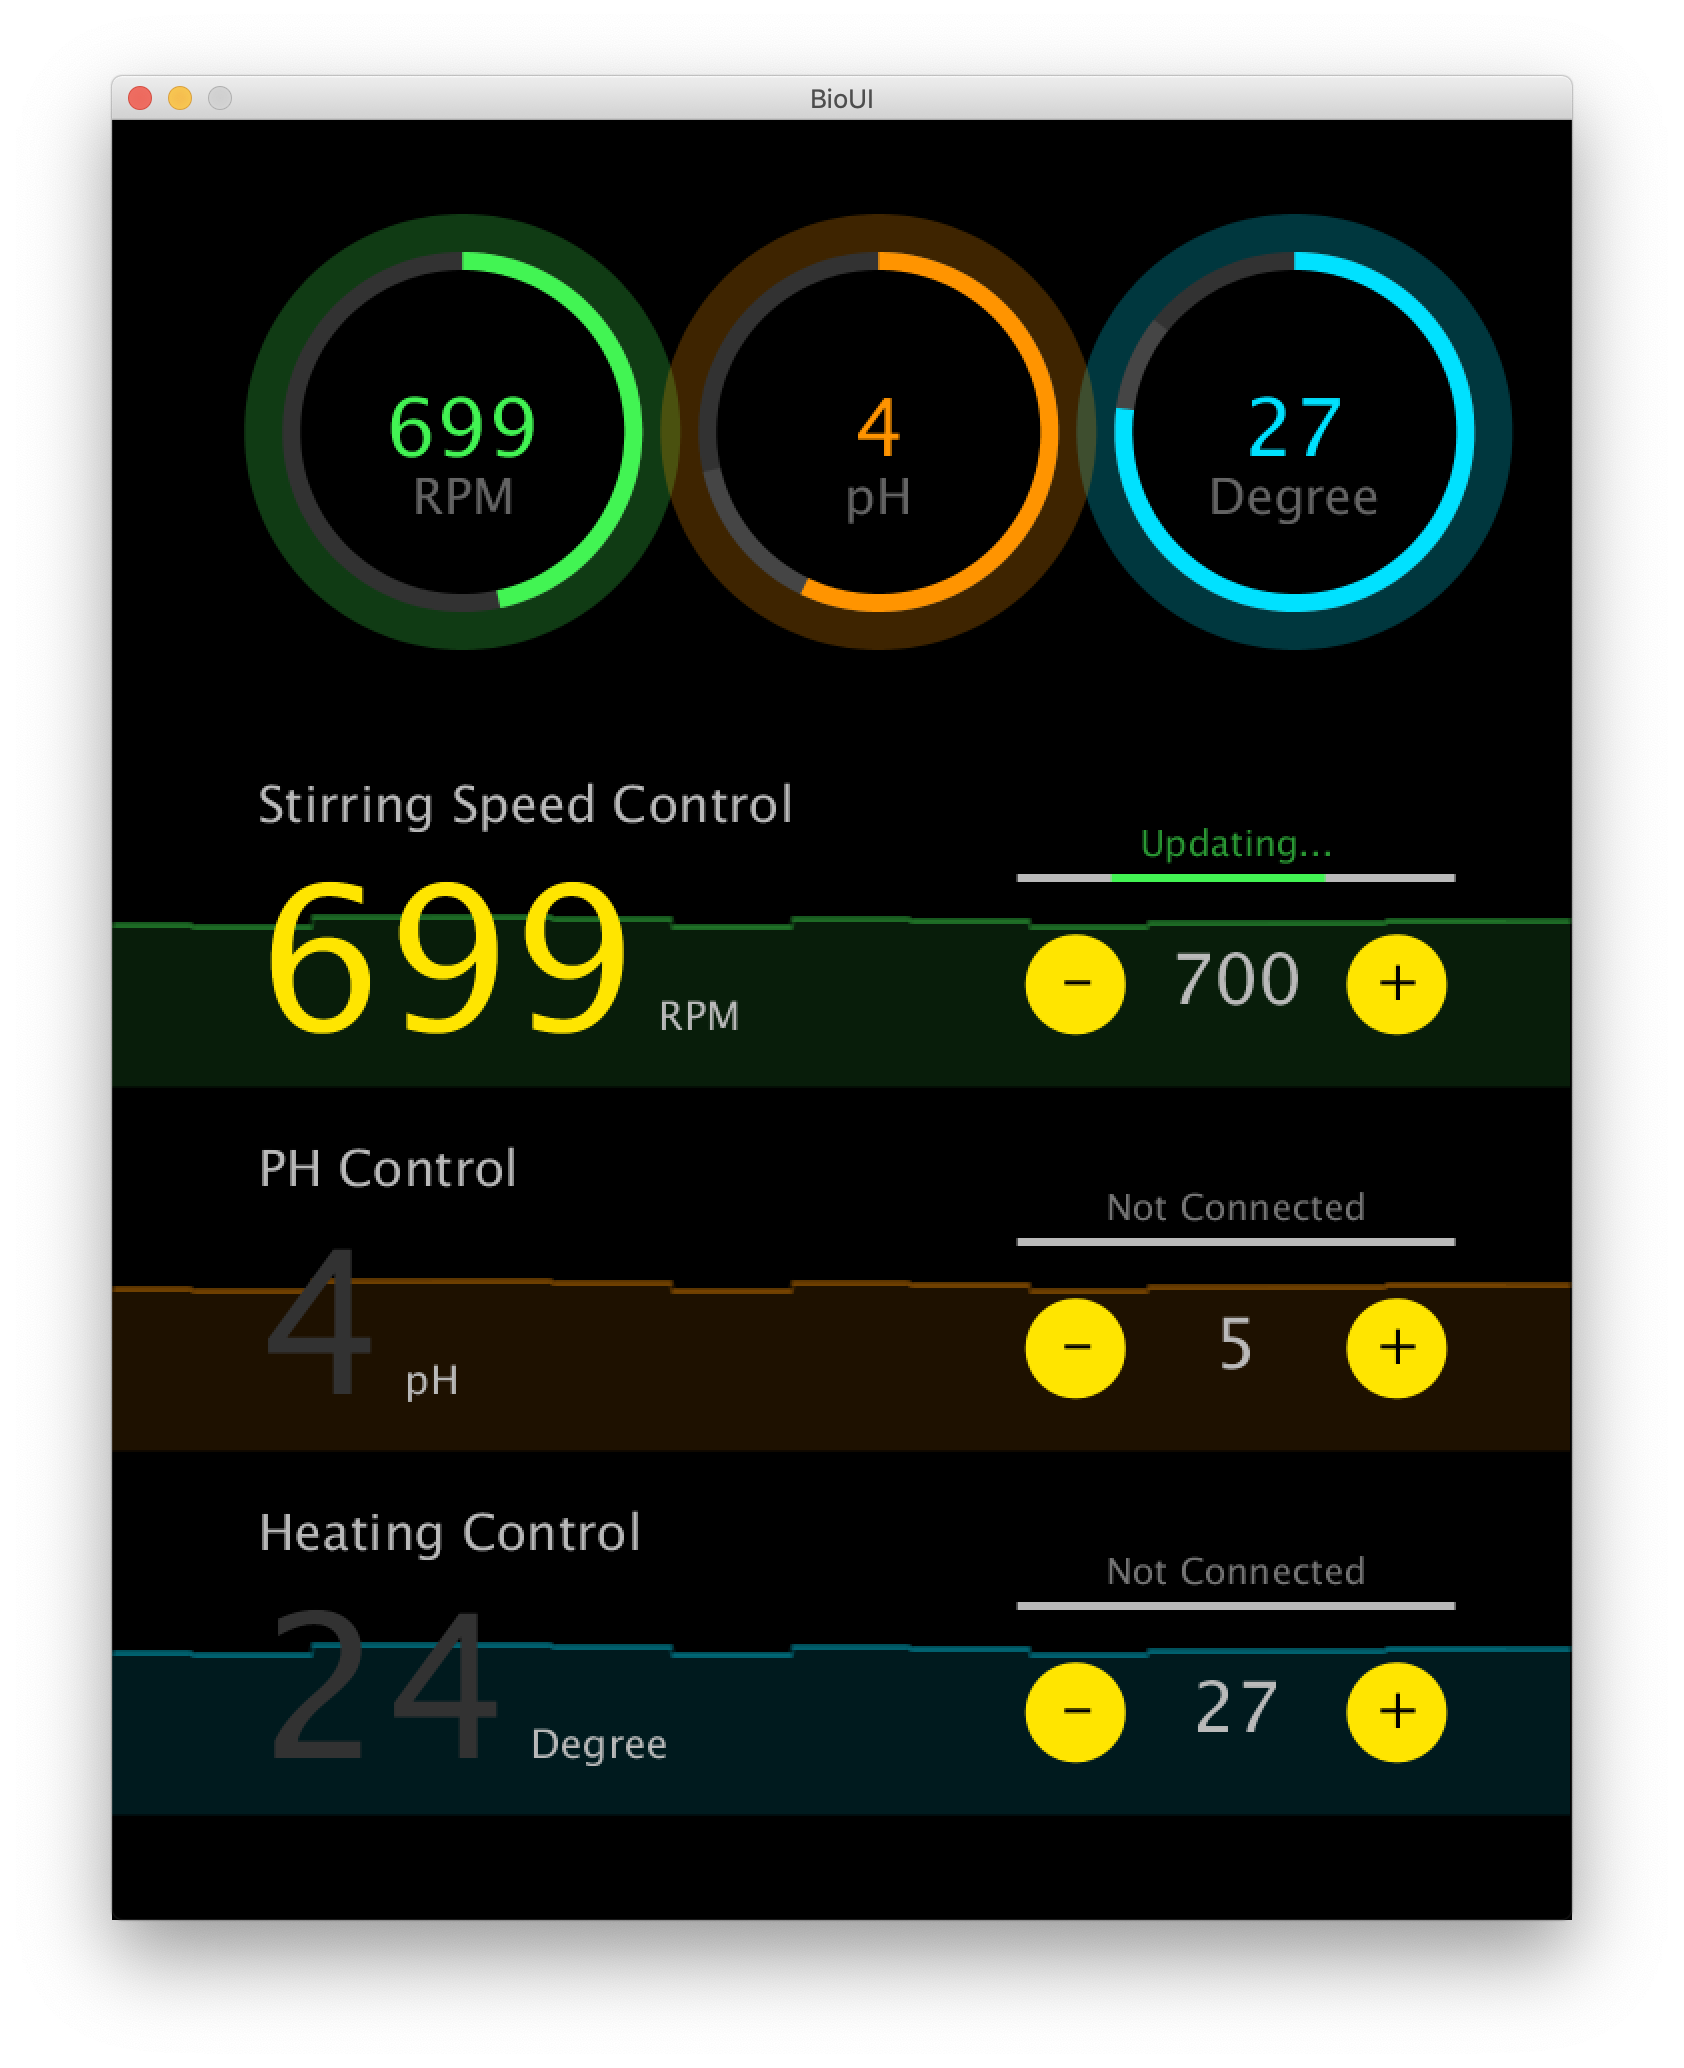 BioUI
699
RPM
4
pH
27
Degree
Stirring Speed Control
Updating...
699 RPM
- 700 +
PH Control
Not Connected
4 pH
- 5 +
Heating Control
Not Connected
24 Degree
- 27 +